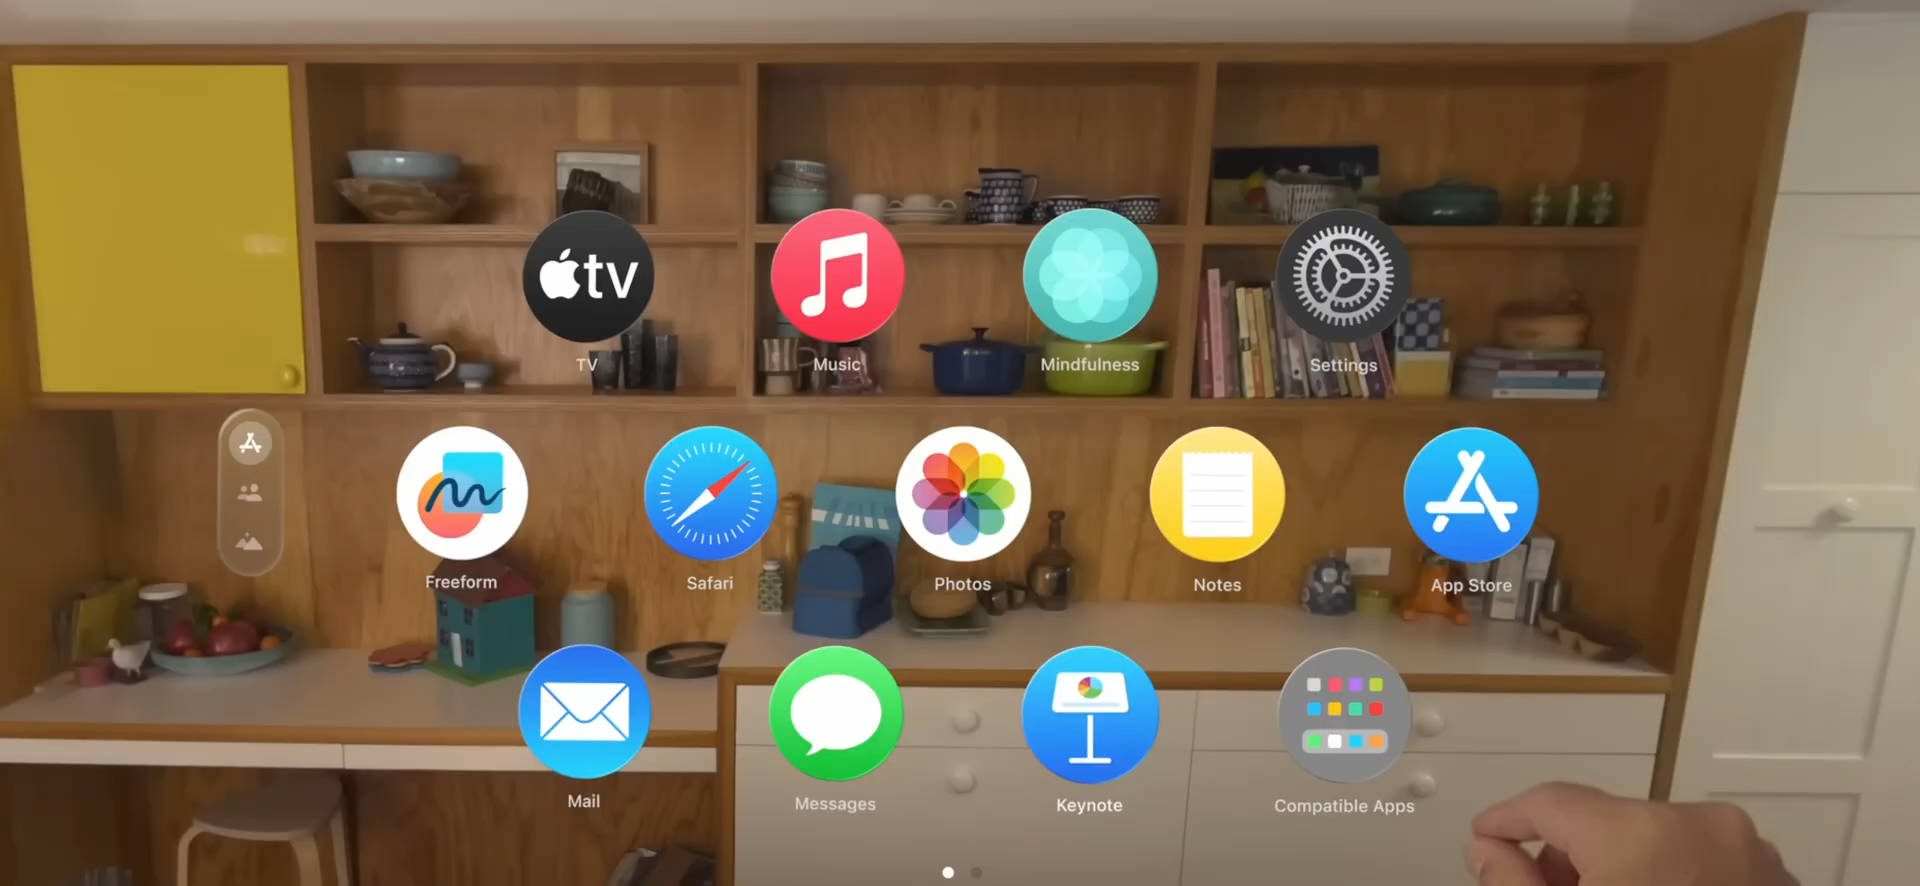 tv
TV
Music
Mindfulness
Settings
Freeform
Safari
Photos
Notes
App Store
Mail
Messages
Keynote
Compatible Apps